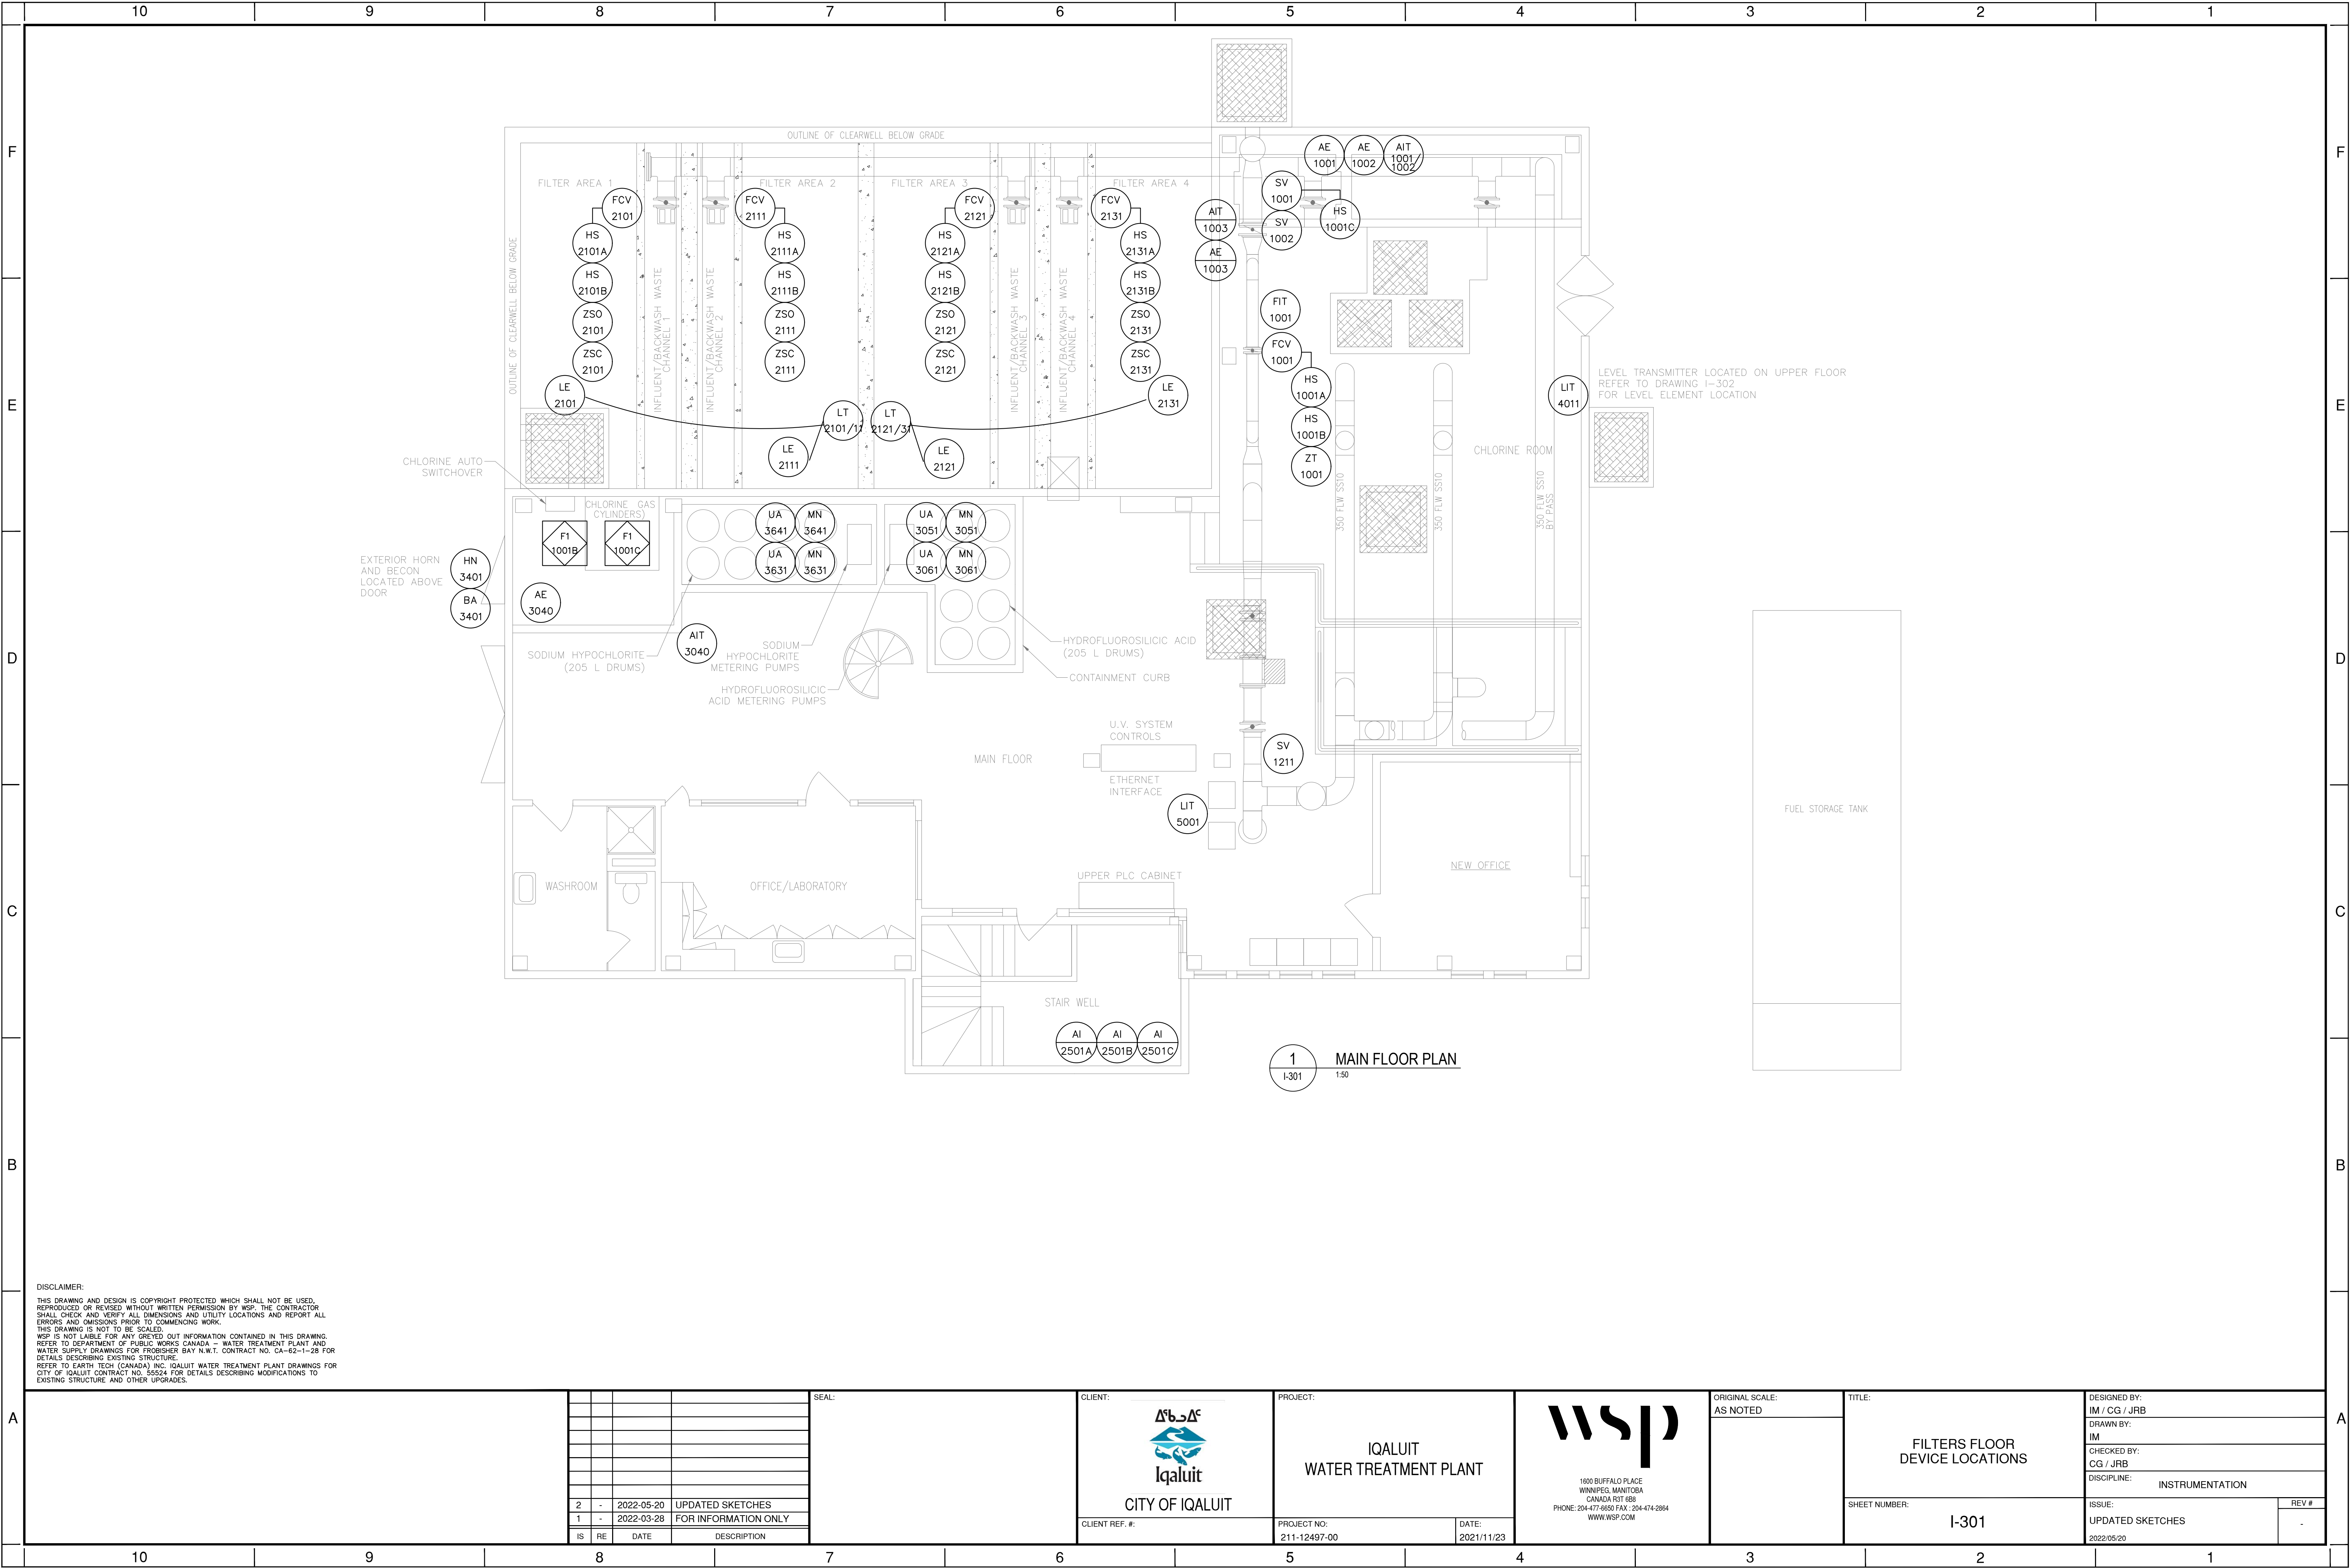 10 9 8 7 6 5 4 3 2 1
F
E
D
C
B
A
F
E
D
C
B
A
OUTLINE OF CLEARWELL BELOW GRADE
OUTLINE OF CLEARWELL BELOW GRADE
FILTER AREA 1
FILTER AREA 2
FILTER AREA 3
FILTER AREA 4
FCV
2101
HS
2101A
HS
2101B
ZSO
2101
ZSC
2101
LE
2101
INFLUENT/BACKWASH WASTE
CHANNEL 1
INFLUENT/BACKWASH WASTE
CHANNEL 2
FCV
2111
HS
2111A
HS
2111B
ZSO
2111
ZSC
2111
LE
2111
LT
2101/11
LT
2121/31
FCV
2121
HS
2121A
HS
2121B
ZSO
2121
ZSC
2121
LE
2121
INFLUENT/BACKWASH WASTE
CHANNEL 3
INFLUENT/BACKWASH WASTE
CHANNEL 4
FCV
2131
HS
2131A
HS
2131B
ZSO
2131
ZSC
2131
LE
2131
AE
1001
AE
1002
AIT
1001/
1002
SV
1001
SV
1002
HS
1001C
AIT
1003
AE
1003
FIT
1001
FCV
1001
HS
1001A
HS
1001B
ZT
1001
LIT
4011
LEVEL TRANSMITTER LOCATED ON UPPER FLOOR
REFER TO DRAWING I-302
FOR LEVEL ELEMENT LOCATION
CHLORINE ROOM
350 FLW SS10
350 FLW SS10
350 FLW SS10
BY PASS
CHLORINE AUTO
SWITCHOVER
CHLORINE GAS
CYLINDERS)
F1
1001B
F1
1001C
EXTERIOR HORN
AND BECON
LOCATED ABOVE
DOOR
HN
3401
BA
3401
AE
3040
AIT
3040
UA
3641
MN
3641
UA
3631
MN
3631
UA
3051
MN
3051
UA
3061
MN
3061
SODIUM HYPOCHLORITE
(205 L DRUMS)
SODIUM
HYPOCHLORITE
METERING PUMPS
HYDROFLUOROSILICIC
ACID METERING PUMPS
HYDROFLUOROSILICIC ACID
(205 L DRUMS)
CONTAINMENT CURB
U.V. SYSTEM
CONTROLS
ETHERNET
INTERFACE
MAIN FLOOR
SV
1211
LIT
5001
FUEL STORAGE TANK
NEW OFFICE
UPPER PLC CABINET
WASHROOM
OFFICE/LABORATORY
STAIR WELL
AI
2501A
AI
2501B
AI
2501C
1
I-301
MAIN FLOOR PLAN
1:50
DISCLAIMER:
THIS DRAWING AND DESIGN IS COPYRIGHT PROTECTED WHICH SHALL NOT BE USED,
REPRODUCED OR REVISED WITHOUT WRITTEN PERMISSION BY WSP. THE CONTRACTOR
SHALL CHECK AND VERIFY ALL DIMENSIONS AND UTILITY LOCATIONS AND REPORT ALL
ERRORS AND OMISSIONS PRIOR TO COMMENCING WORK.
THIS DRAWING IS NOT TO BE SCALED.
WSP IS NOT LAIBLE FOR ANY GREYED OUT INFORMATION CONTAINED IN THIS DRAWING.
REFER TO DEPARTMENT OF PUBLIC WORKS CANADA – WATER TREATMENT PLANT AND
WATER SUPPLY DRAWINGS FOR FROBISHER BAY N.W.T. CONTRACT NO. CA-62-1-28 FOR
DETAILS DESCRIBING EXISTING STRUCTURE.
REFER TO EARTH TECH (CANADA) INC. IQALUIT WATER TREATMENT PLANT DRAWINGS FOR
CITY OF IQALUIT CONTRACT NO. 55524 FOR DETAILS DESCRIBING MODIFICATIONS TO
EXISTING STRUCTURE AND OTHER UPGRADES.
2 - 2022-05-20 UPDATED SKETCHES
1 - 2022-03-28 FOR INFORMATION ONLY
IS RE DATE DESCRIPTION
SEAL:
CLIENT:
ᐃᖃᓗᐃᑦ
Iqaluit
CITY OF IQALUIT
CLIENT REF. #:
PROJECT:
IQALUIT
WATER TREATMENT PLANT
PROJECT NO:
211-12497-00
DATE:
2021/11/23
wsp
1600 BUFFALO PLACE
WINNIPEG, MANITOBA
CANADA R3T 6B8
PHONE: 204-477-6650 FAX : 204-474-2864
WWW.WSP.COM
ORIGINAL SCALE:
AS NOTED
TITLE:
FILTERS FLOOR
DEVICE LOCATIONS
SHEET NUMBER:
I-301
DESIGNED BY:
IM / CG / JRB
DRAWN BY:
IM
CHECKED BY:
CG / JRB
DISCIPLINE:
INSTRUMENTATION
ISSUE:
UPDATED SKETCHES
2022/05/20
REV #
-
10 9 8 7 6 5 4 3 2 1